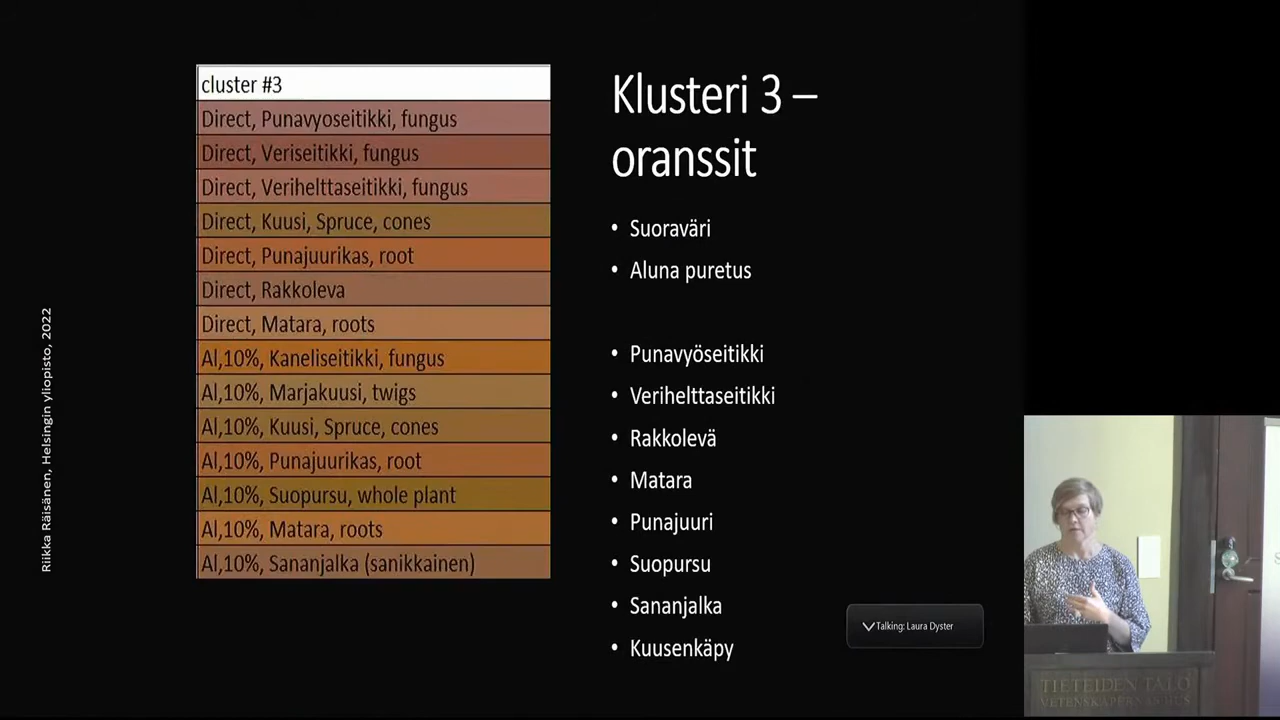 cluster #3
Direct, Punavyoseitikki, fungus
Direct, Veriseitikki, fungus
Direct, Verihelttaseitikki, fungus
Direct, Kuusi, Spruce, cones
Direct, Punajuurikas, root
Direct, Rakkoleva
Direct, Matara, roots
Al,10%, Kaneliseitikki, fungus
Al,10%, Marjakuusi, twigs
Al,10%, Kuusi, Spruce, cones
Al,10%, Punajuurikas, root
Al,10%, Suopursu, whole plant
Al,10%, Matara, roots
Al,10%, Sananjalka (sanikkainen)
Klusteri 3 –
oranssit
• Suoraväri
• Aluna puretus
• Punavyöseitikki
• Verihelttaseitikki
• Rakkolevä
• Matara
• Punajuuri
• Suopursu
• Sananjalka
• Kuusenkäpy
Riikka Räisänen, Helsingin yliopisto, 2022
Talking: Laura Dyster
TIETEIDEN TALO
VETENSKAPERNAS HUS